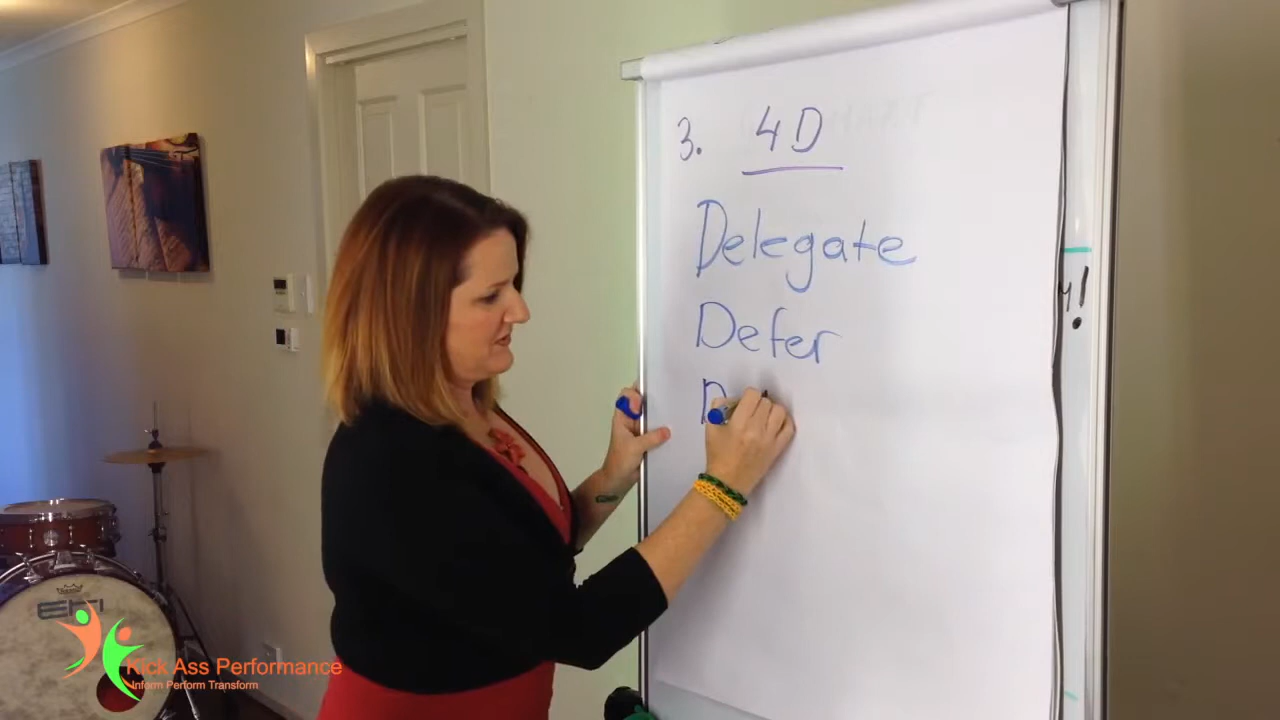 3. 4D
Delegate
Defer
D
Kick Ass Performance
Inform Perform Transform